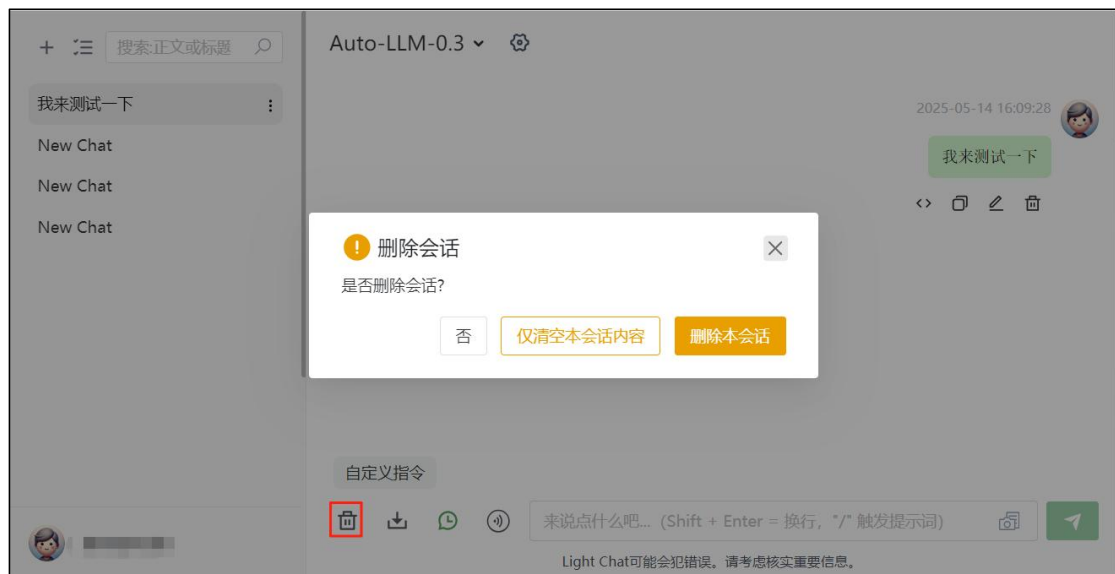 搜索:正文或标题
Auto-LLM-0.3
我来测试一下
New Chat
New Chat
New Chat
2025-05-14 16:09:28
我来测试一下
删除会话
是否删除会话?
否
仅清空本会话内容
删除本会话
自定义指令
来说点什么吧... (Shift + Enter = 换行, "/" 触发提示词)
Light Chat可能会犯错误。请考虑核实重要信息。